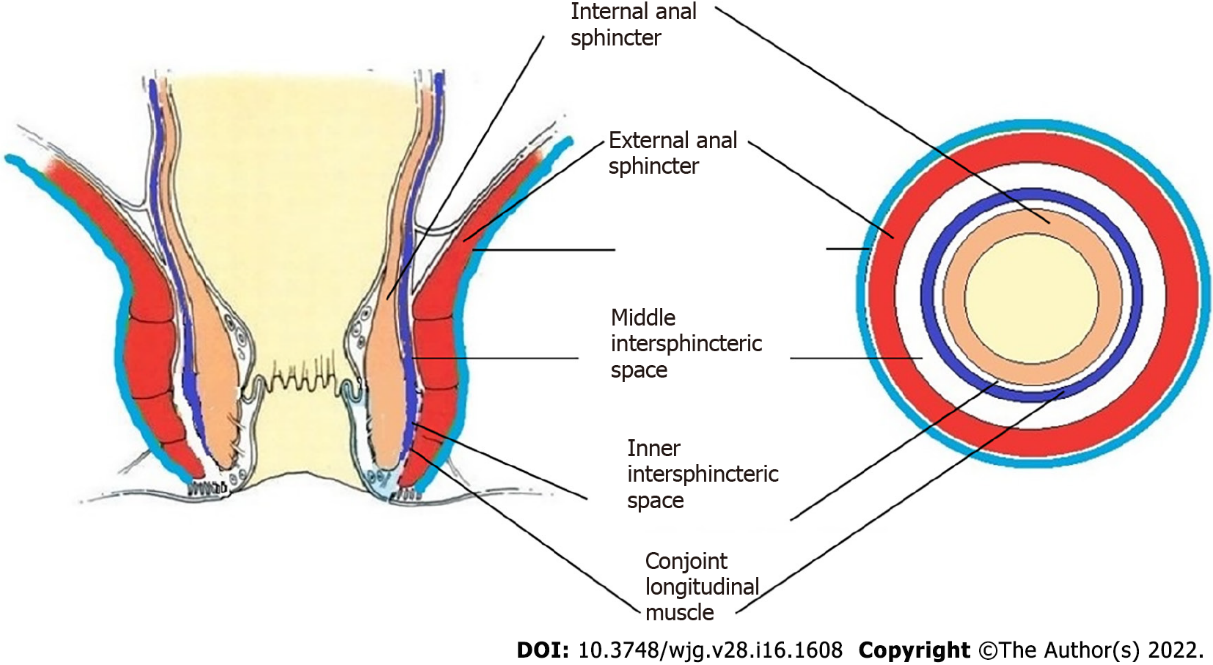 Internal anal
sphincter
External anal
sphincter
Middle
intersphincteric
space
Inner
intersphincteric
space
Conjoint
longitudinal
muscle
DOI: 10.3748/wjg.v28.i16.1608 Copyright ©The Author(s) 2022.